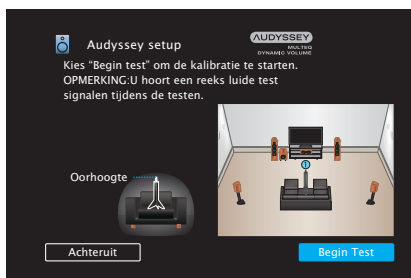 Audyssey setup
AUDYSSEY
MULTEQ
DYNAMIC VOLUME
Kies “Begin test” om de kalibratie te starten.
OPMERKING:U hoort een reeks luide test
signalen tijdens de testen.
Oorhoogte
1
Achteruit
Begin Test